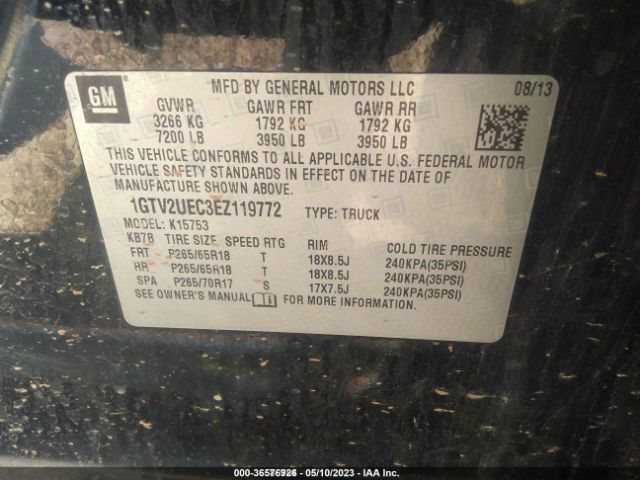 GM
MFD BY GENERAL MOTORS LLC 08/13
GVWR GAWR FRT GAWR RR
3266 KG 1792 KG 1792 KG
7200 LB 3950 LB 3950 LB
THIS VEHICLE CONFORMS TO ALL APPLICABLE U.S. FEDERAL MOTOR
VEHICLE SAFETY STANDARDS IN EFFECT ON THE DATE OF
MANUFACTURE SHOWN ABOVE.
1GTV2UEC3EZ119772 TYPE: TRUCK
MODEL: K15753
KB7B TIRE SIZE SPEED RTG RIM COLD TIRE PRESSURE
FRT P265/65R18 T 18X8.5J 240KPA(35PSI)
RR P265/65R18 T 18X8.5J 240KPA(35PSI)
SPA P265/70R17 S 17X7.5J 240KPA(35PSI)
SEE OWNER'S MANUAL FOR MORE INFORMATION.
000-36576926 - 05/10/2023 - IAA Inc.